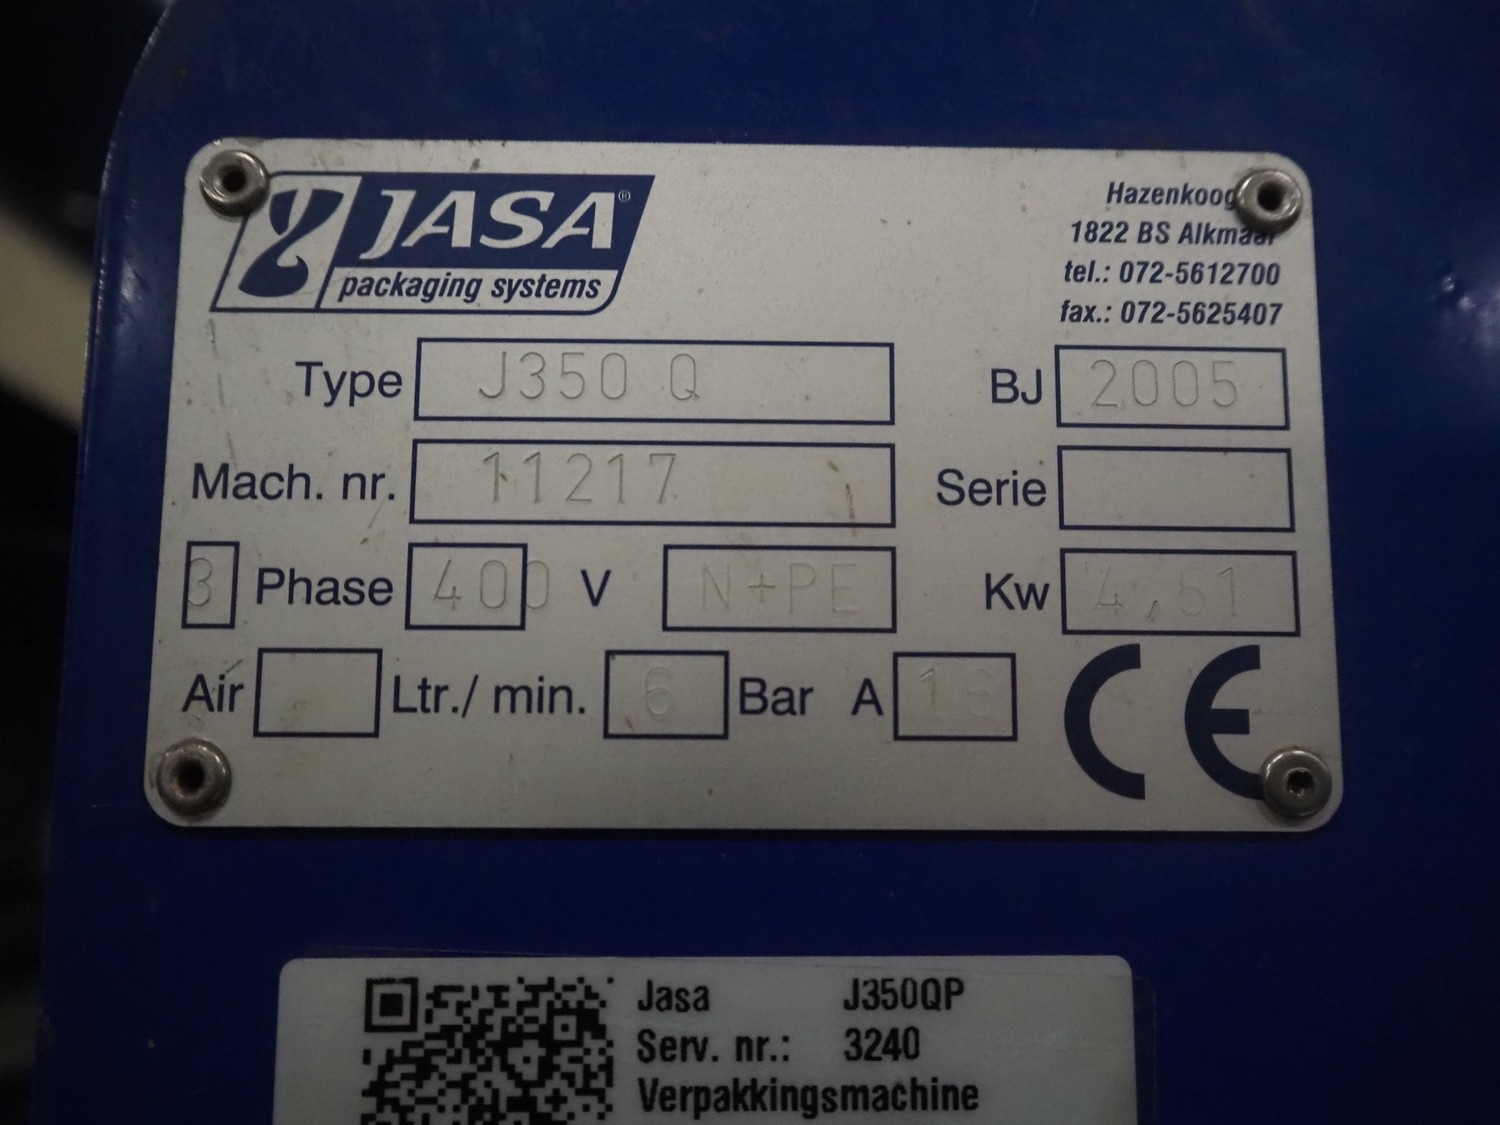 JASA®
packaging systems
Hazenkoog
1822 BS Alkmaar
tel.: 072-5612700
fax.: 072-5625407
Type J350 Q BJ 2005
Mach. nr. 11217 Serie
3 Phase 400 V N+PE Kw 4,51
Air Ltr./ min. 6 Bar A 16
CE
Jasa J350QP
Serv. nr.: 3240
Verpakkingsmachine